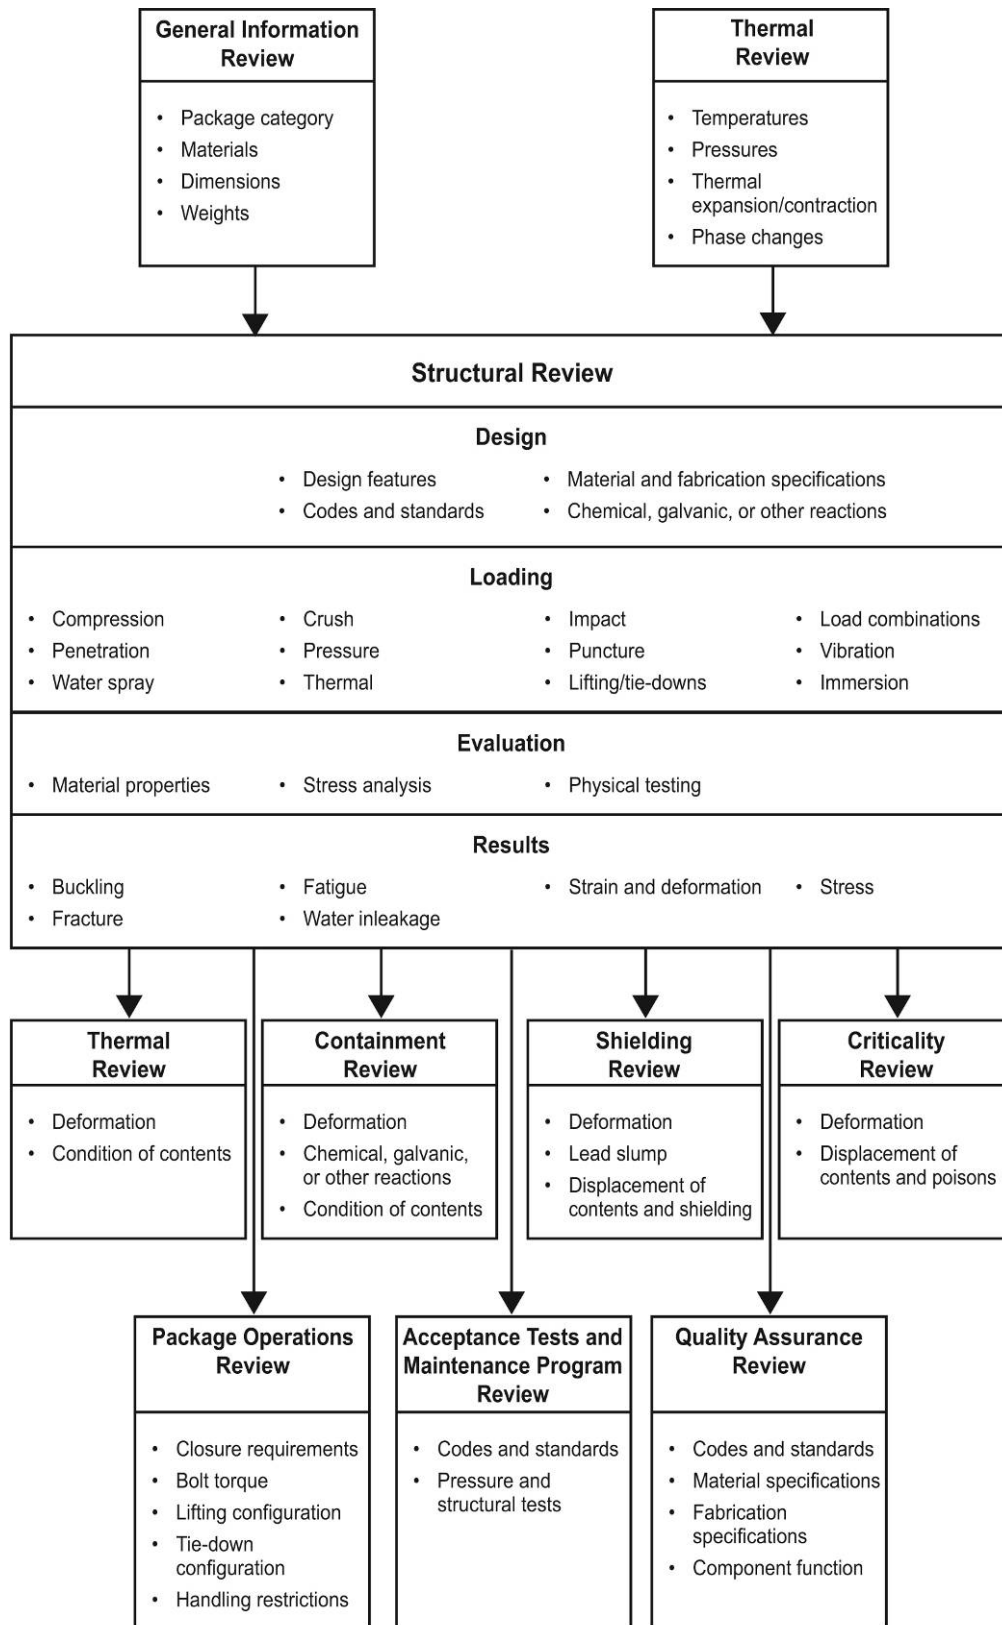 General Information
Review
• Package category
• Materials
• Dimensions
• Weights
Thermal
Review
• Temperatures
• Pressures
• Thermal
expansion/contraction
• Phase changes
Structural Review
Design
• Design features
• Material and fabrication specifications
• Codes and standards
• Chemical, galvanic, or other reactions
Loading
• Compression
• Crush
• Impact
• Load combinations
• Penetration
• Pressure
• Puncture
• Vibration
• Water spray
• Thermal
• Lifting/tie-downs
• Immersion
Evaluation
• Material properties
• Stress analysis
• Physical testing
Results
• Buckling
• Fatigue
• Strain and deformation
• Stress
• Fracture
• Water inleakage
Thermal
Review
• Deformation
• Condition of contents
Containment
Review
• Deformation
• Chemical, galvanic,
or other reactions
• Condition of contents
Shielding
Review
• Deformation
• Lead slump
• Displacement of
contents and shielding
Criticality
Review
• Deformation
• Displacement of
contents and poisons
Package Operations
Review
• Closure requirements
• Bolt torque
• Lifting configuration
• Tie-down
configuration
• Handling restrictions
Acceptance Tests and
Maintenance Program
Review
• Codes and standards
• Pressure and
structural tests
Quality Assurance
Review
• Codes and standards
• Material specifications
• Fabrication
specifications
• Component function